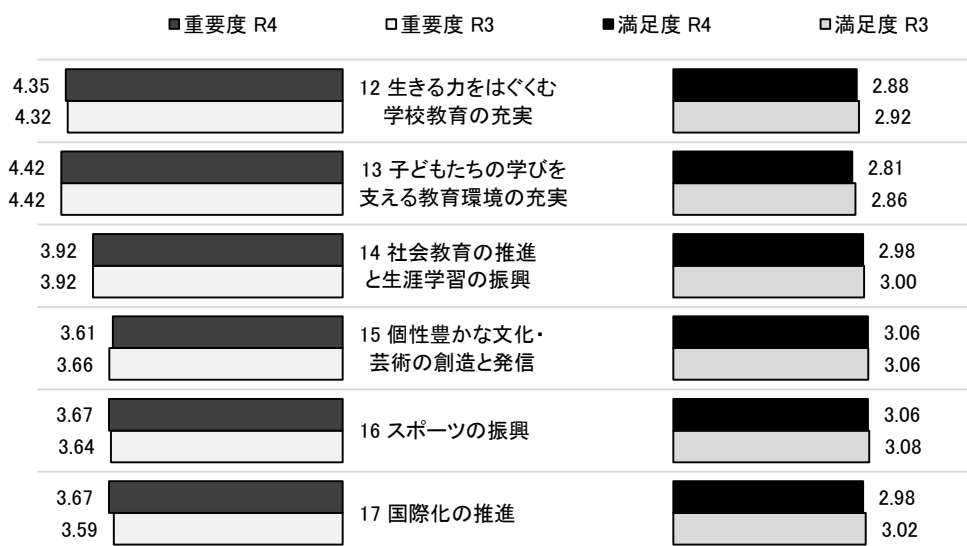 ■重要度 R4 □重要度 R3 ■満足度 R4 □満足度 R3
4.35 12 生きる力をはぐくむ 2.88
4.32 学校教育の充実 2.92
4.42 13 子どもたちの学びを 2.81
4.42 支える教育環境の充実 2.86
3.92 14 社会教育の推進 2.98
3.92 と生涯学習の振興 3.00
3.61 15 個性豊かな文化・ 3.06
3.66 芸術の創造と発信 3.06
3.67 3.06
16 スポーツの振興
3.64 3.08
3.67 2.98
17 国際化の推進
3.59 3.02